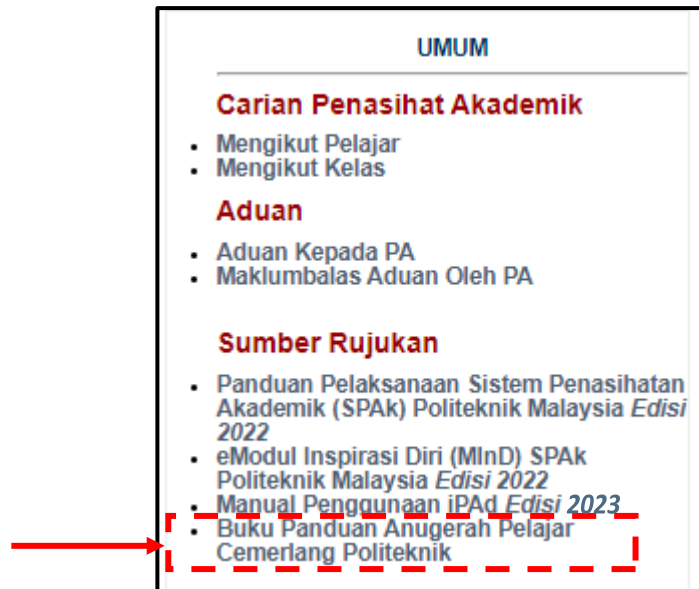 UMUM
Carian Penasihat Akademik
Mengikut Pelajar
Mengikut Kelas
Aduan
Aduan Kepada PA
Maklumbalas Aduan Oleh PA
Sumber Rujukan
Panduan Pelaksanaan Sistem Penasihatan
Akademik (SPAk) Politeknik Malaysia Edisi
2022
eModul Inspirasi Diri (MInD) SPAk
Politeknik Malaysia Edisi 2022
Manual Penggunaan iPAd Edisi 2023
Buku Panduan Anugerah Pelajar
Cemerlang Politeknik